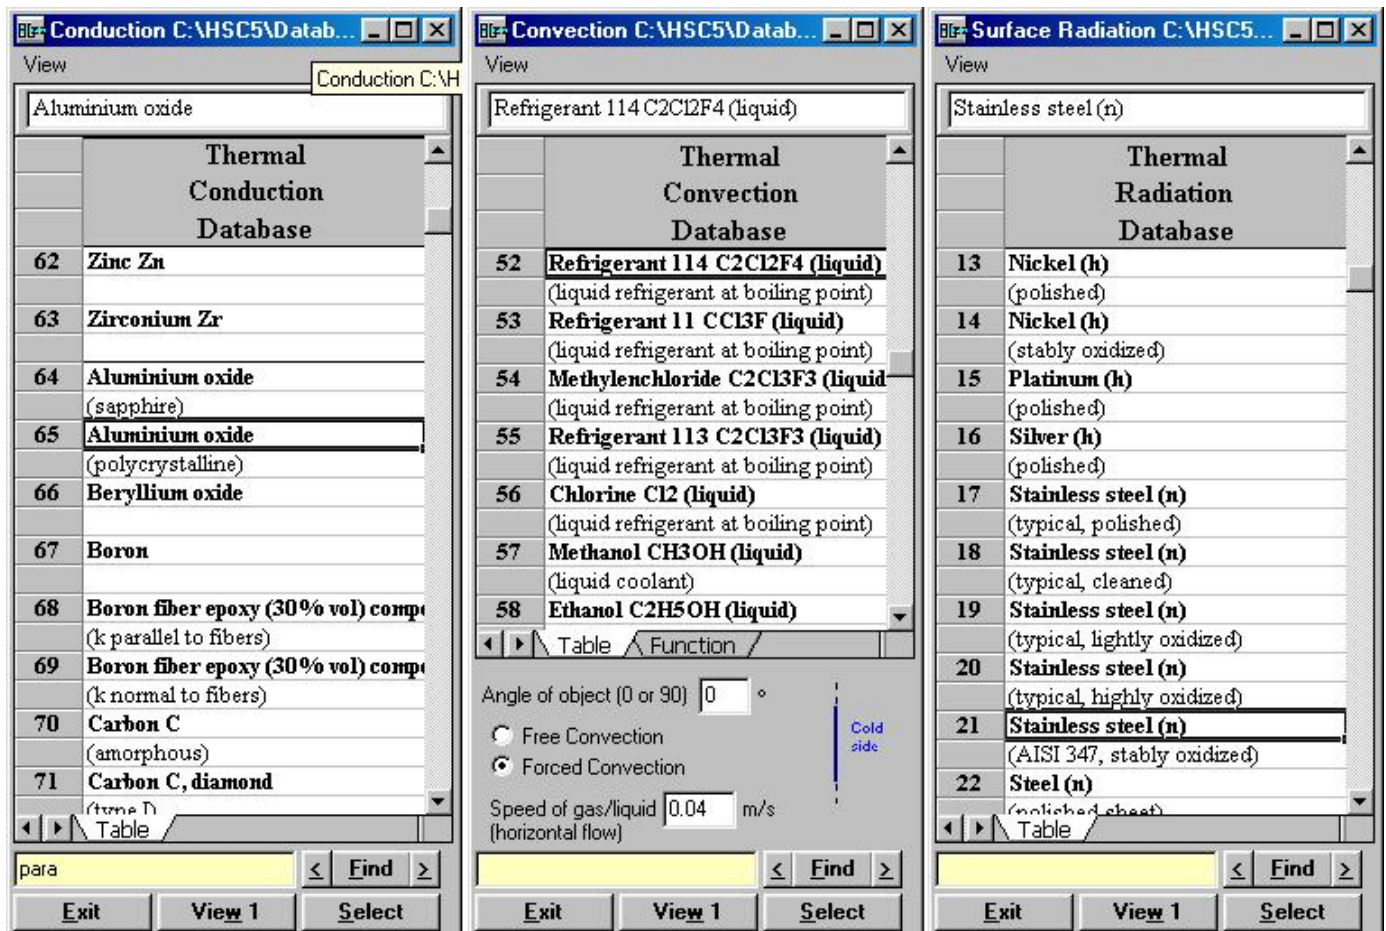 Conduction C:\HSC5\Datab...
View
Conduction C:\H
Aluminium oxide
Thermal
Conduction
Database
62 Zinc Zn
63 Zirconium Zr
64 Aluminium oxide
(sapphire)
65 Aluminium oxide
(polycrystalline)
66 Beryllium oxide
67 Boron
68 Boron fiber epoxy (30% vol) comp
(k parallel to fibers)
69 Boron fiber epoxy (30% vol) comp
(k normal to fibers)
70 Carbon C
(amorphous)
71 Carbon C, diamond
(type I)
Table
para
< Find >
Exit View 1 Select
Convection C:\HSC5\Datab...
View
Refrigerant 114 C2Cl2F4 (liquid)
Thermal
Convection
Database
52 Refrigerant 114 C2Cl2F4 (liquid)
(liquid refrigerant at boiling point)
53 Refrigerant 11 CCl3F (liquid)
(liquid refrigerant at boiling point)
54 Methylenchloride C2Cl3F3 (liquid
(liquid refrigerant at boiling point)
55 Refrigerant 113 C2Cl3F3 (liquid)
(liquid refrigerant at boiling point)
56 Chlorine Cl2 (liquid)
(liquid refrigerant at boiling point)
57 Methanol CH3OH (liquid)
(liquid coolant)
58 Ethanol C2H5OH (liquid)
Table Function
Angle of object (0 or 90) 0 °
Free Convection
Forced Convection
Cold
side
Speed of gas/liquid 0.04 m/s
(horizontal flow)
< Find >
Exit View 1 Select
Surface Radiation C:\HSC5...
View
Stainless steel (n)
Thermal
Radiation
Database
13 Nickel (h)
(polished)
14 Nickel (h)
(stably oxidized)
15 Platinum (h)
(polished)
16 Silver (h)
(polished)
17 Stainless steel (n)
(typical, polished)
18 Stainless steel (n)
(typical, cleaned)
19 Stainless steel (n)
(typical, lightly oxidized)
20 Stainless steel (n)
(typical, highly oxidized)
21 Stainless steel (n)
(AISI 347, stably oxidized)
22 Steel (n)
(polished sheet)
Table
< Find >
Exit View 1 Select